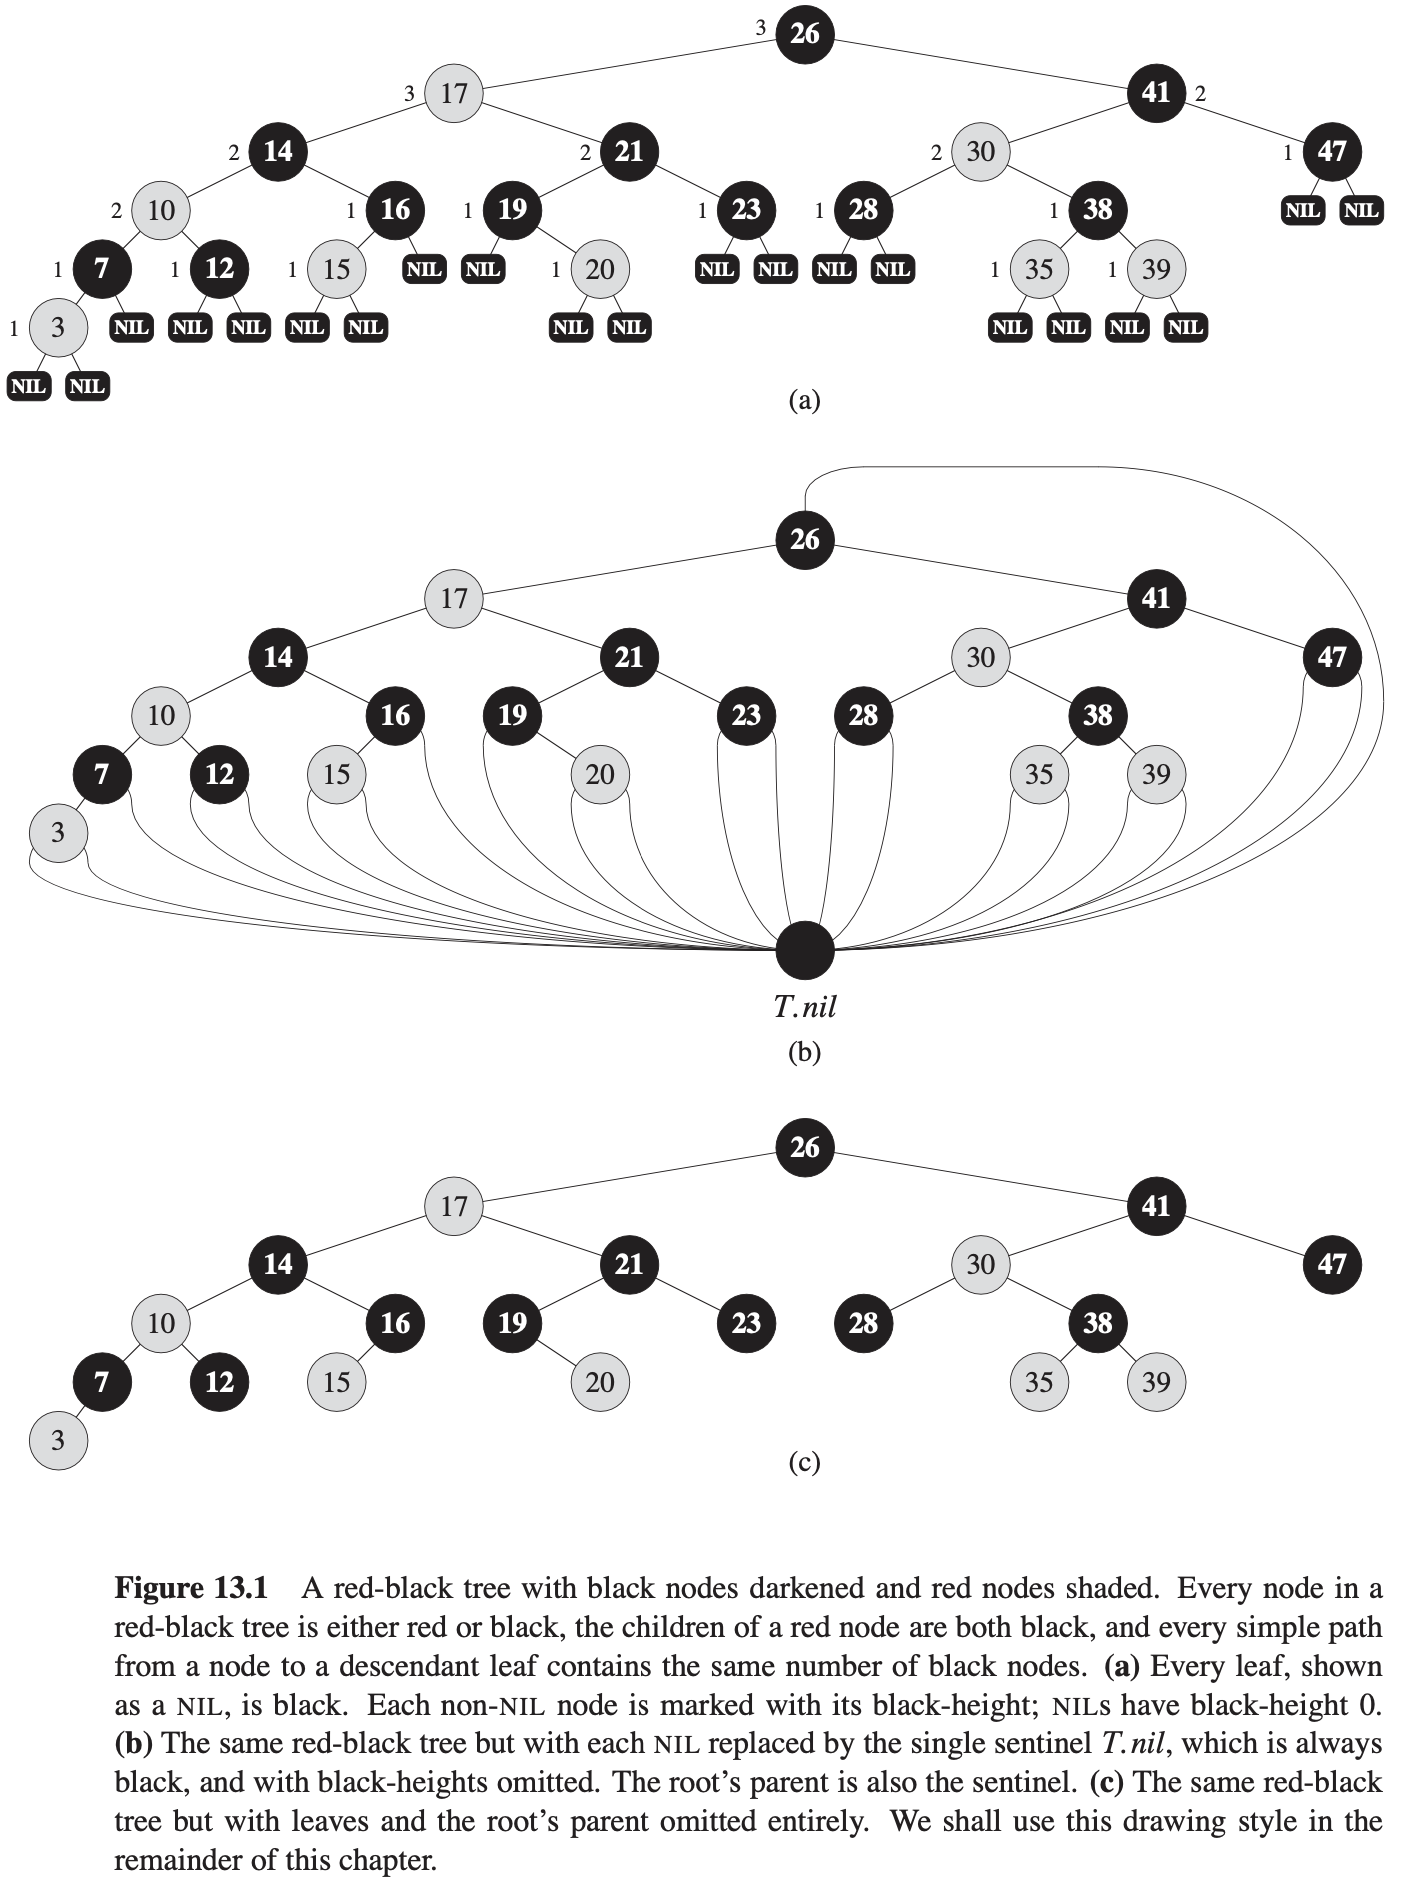 3 26
3 17 41 2
2 14 2 21 2 30 1 47
2 10 1 16 1 19 1 23 1 28 1 38 NIL NIL
1 7 1 12 1 15 NIL NIL 1 20 NIL NIL NIL NIL 1 35 1 39
1 3 NIL NIL NIL NIL NIL NIL NIL NIL NIL NIL NIL
NIL NIL
(a)
26
17 41
14 21 30 47
10 16 19 23 28 38
7 12 15 20 35 39
3
T.nil
(b)
26
17 41
14 21 30 47
10 16 19 23 28 38
7 12 15 20 35 39
3
(c)
Figure 13.1 A red-black tree with black nodes darkened and red nodes shaded. Every node in a
red-black tree is either red or black, the children of a red node are both black, and every simple path
from a node to a descendant leaf contains the same number of black nodes. (a) Every leaf, shown
as a NIL, is black. Each non-NIL node is marked with its black-height; NILs have black-height 0.
(b) The same red-black tree but with each NIL replaced by the single sentinel T.nil, which is always
black, and with black-heights omitted. The root's parent is also the sentinel. (c) The same red-black
tree but with leaves and the root's parent omitted entirely. We shall use this drawing style in the
remainder of this chapter.